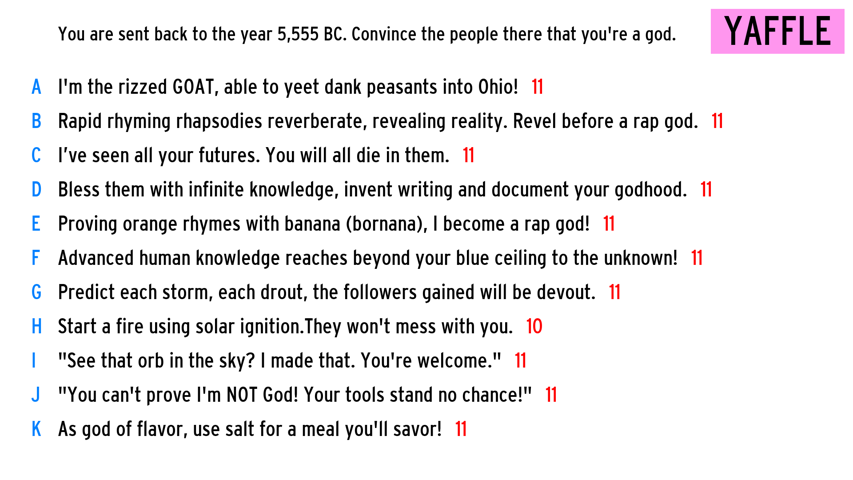 You are sent back to the year 5,555 BC. Convince the people there that you're a god.
YAFFLE
A I'm the rizzed GOAT, able to yeet dank peasants into Ohio! 11
B Rapid rhyming rhapsodies reverberate, revealing reality. Revel before a rap god. 11
C I’ve seen all your futures. You will all die in them. 11
D Bless them with infinite knowledge, invent writing and document your godhood. 11
E Proving orange rhymes with banana (bornana), I become a rap god! 11
F Advanced human knowledge reaches beyond your blue ceiling to the unknown! 11
G Predict each storm, each drout, the followers gained will be devout. 11
H Start a fire using solar ignition.They won't mess with you. 10
I "See that orb in the sky? I made that. You're welcome." 11
J "You can't prove I'm NOT God! Your tools stand no chance!" 11
K As god of flavor, use salt for a meal you'll savor! 11